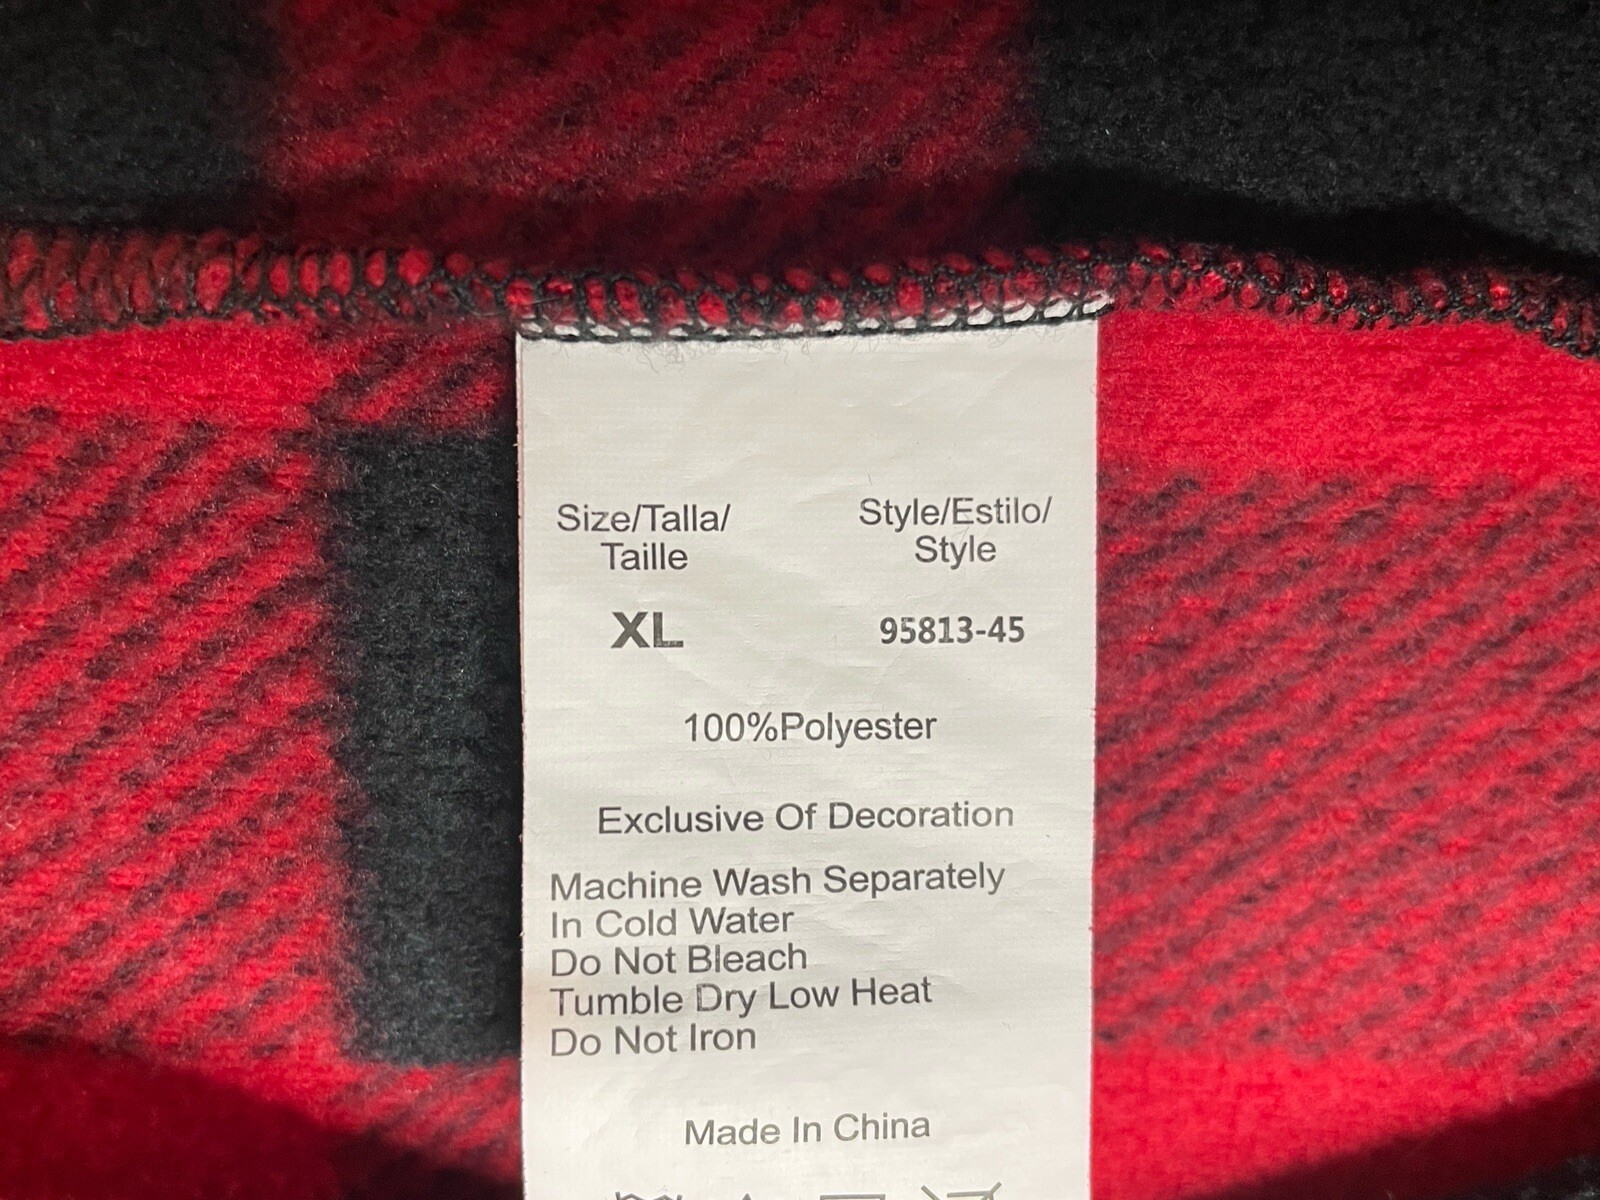 Size/Talla/
Taille
Style/Estilo/
Style
XL
95813-45
100%Polyester
Exclusive Of Decoration
Machine Wash Separately
In Cold Water
Do Not Bleach
Tumble Dry Low Heat
Do Not Iron
Made In China